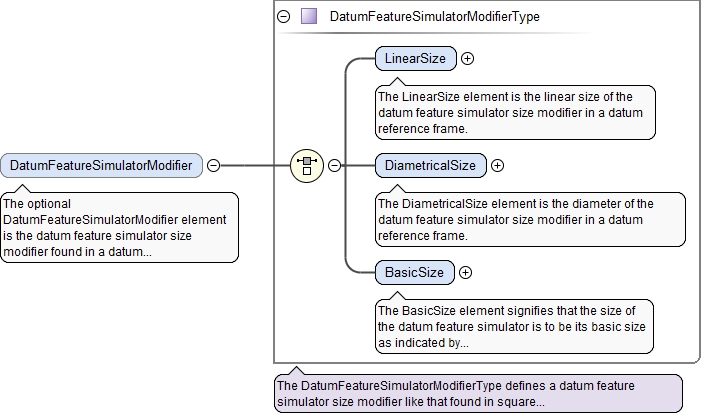 DatumFeatureSimulatorModifierType
LinearSize
The LinearSize element is the linear size of the
datum feature simulator size modifier in a datum
reference frame.
DatumFeatureSimulatorModifier
The optional
DatumFeatureSimulatorModifier element
is the datum feature simulator size
modifier found in a datum...
DiametricalSize
The DiametricalSize element is the diameter of the
datum feature simulator size modifier in a datum
reference frame.
BasicSize
The BasicSize element signifies that the size of
the datum feature simulator is to be its basic size
as indicated by...
The DatumFeatureSimulatorModifierType defines a datum feature
simulator size modifier like that found in square...